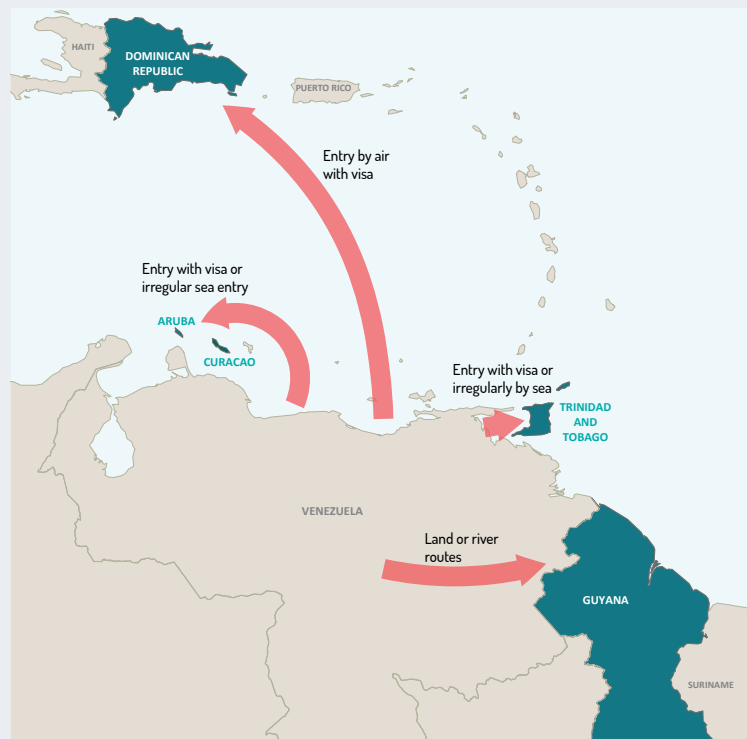 HAITI
DOMINICAN
REPUBLIC
PUERTO RICO
Entry by air
with visa
Entry with visa or
irregular sea entry
ARUBA
CURACAO
Entry with visa or
irregularly by sea
TRINIDAD
AND
TOBAGO
VENEZUELA
Land or river
routes
GUYANA
SURINAME